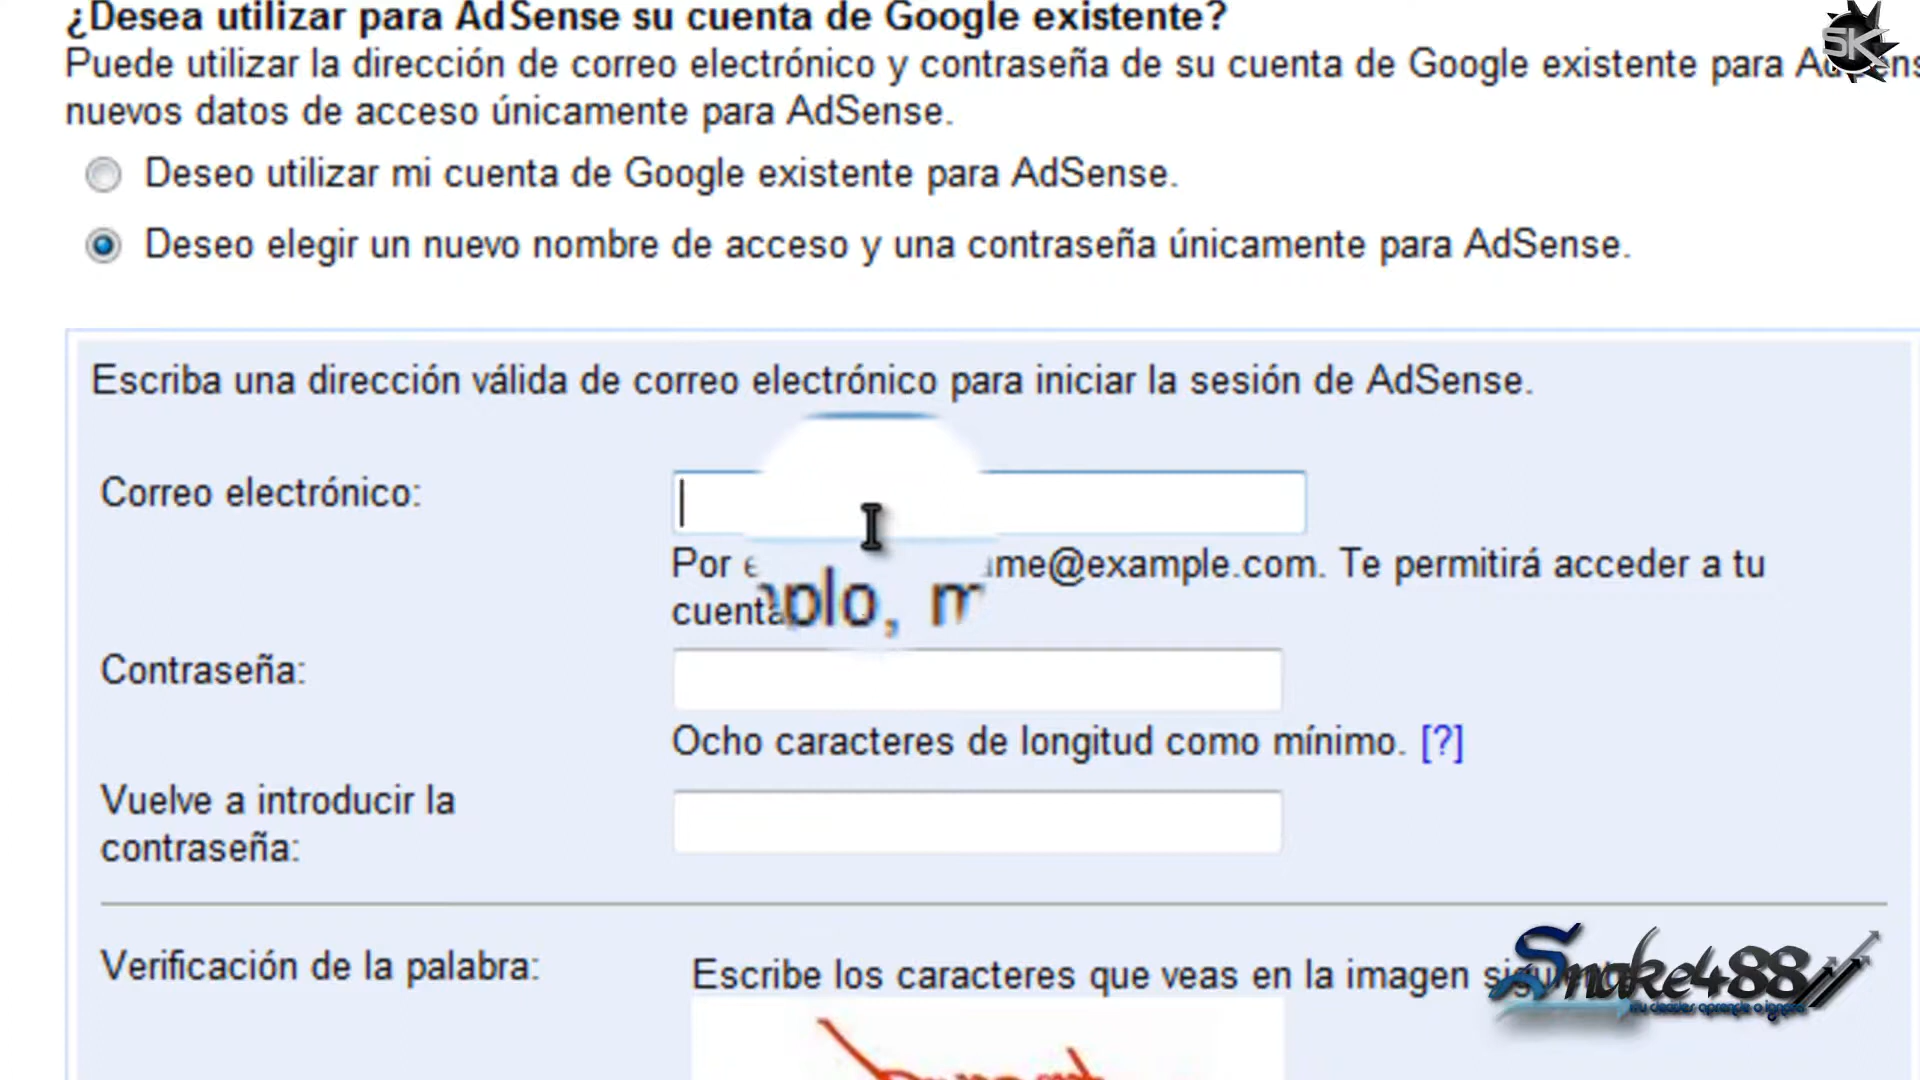 ¿Desea utilizar para AdSense su cuenta de Google existente?
Puede utilizar la dirección de correo electrónico y contraseña de su cuenta de Google existente para
nuevos datos de acceso únicamente para AdSense.
Deseo utilizar mi cuenta de Google existente para AdSense.
Deseo elegir un nuevo nombre de acceso y una contraseña únicamente para AdSense.
Escriba una dirección válida de correo electrónico para iniciar la sesión de AdSense.
Correo electrónico:
Por me@example.com. Te permitirá acceder a tu
cuenta plo, m
Contraseña:
Ocho caracteres de longitud como mínimo. [?]
Vuelve a introducir la
contraseña:
Verificación de la palabra:
Escribe los caracteres que veas en la imagen
Snake488
SK